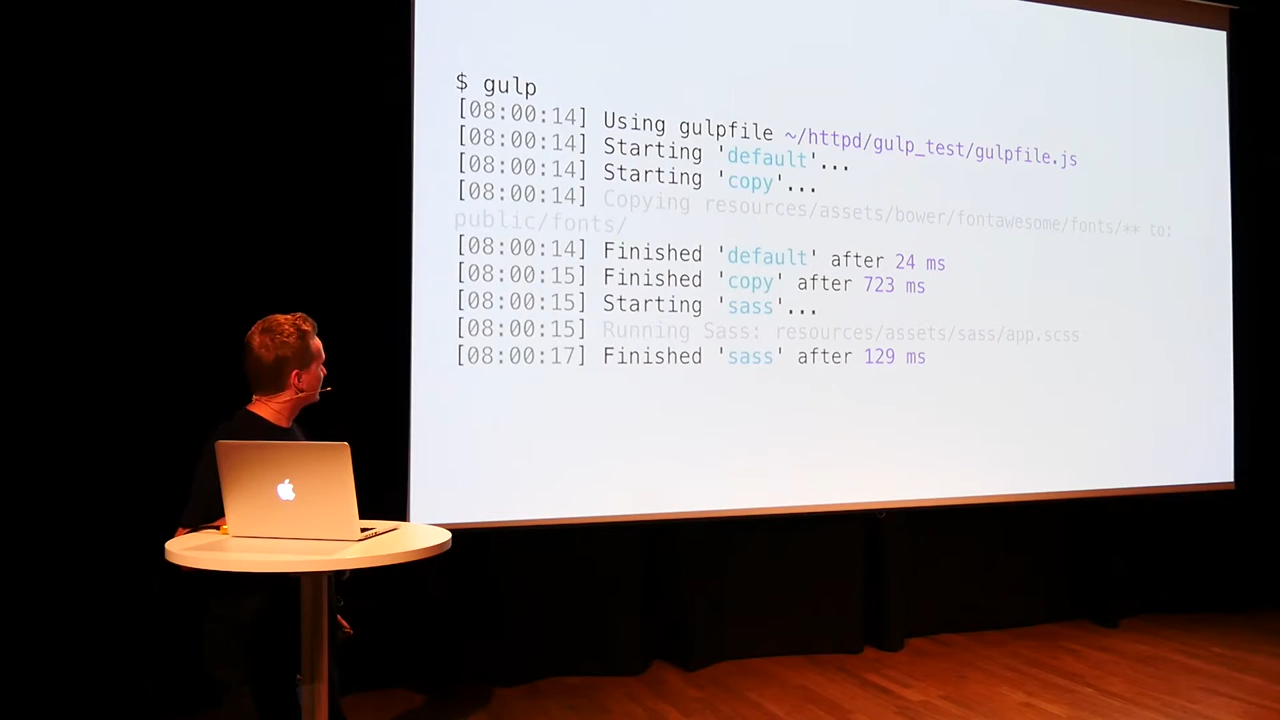 $ gulp
[08:00:14] Using gulpfile ~/httpd/gulp_test/gulpfile.js
[08:00:14] Starting 'default'...
[08:00:14] Starting 'copy'...
[08:00:14] Copying resources/assets/bower/fontawesome/fonts/** to:
public/fonts/
[08:00:14] Finished 'default' after 24 ms
[08:00:15] Finished 'copy' after 723 ms
[08:00:15] Starting 'sass'...
[08:00:15] Running Sass: resources/assets/sass/app.scss
[08:00:17] Finished 'sass' after 129 ms